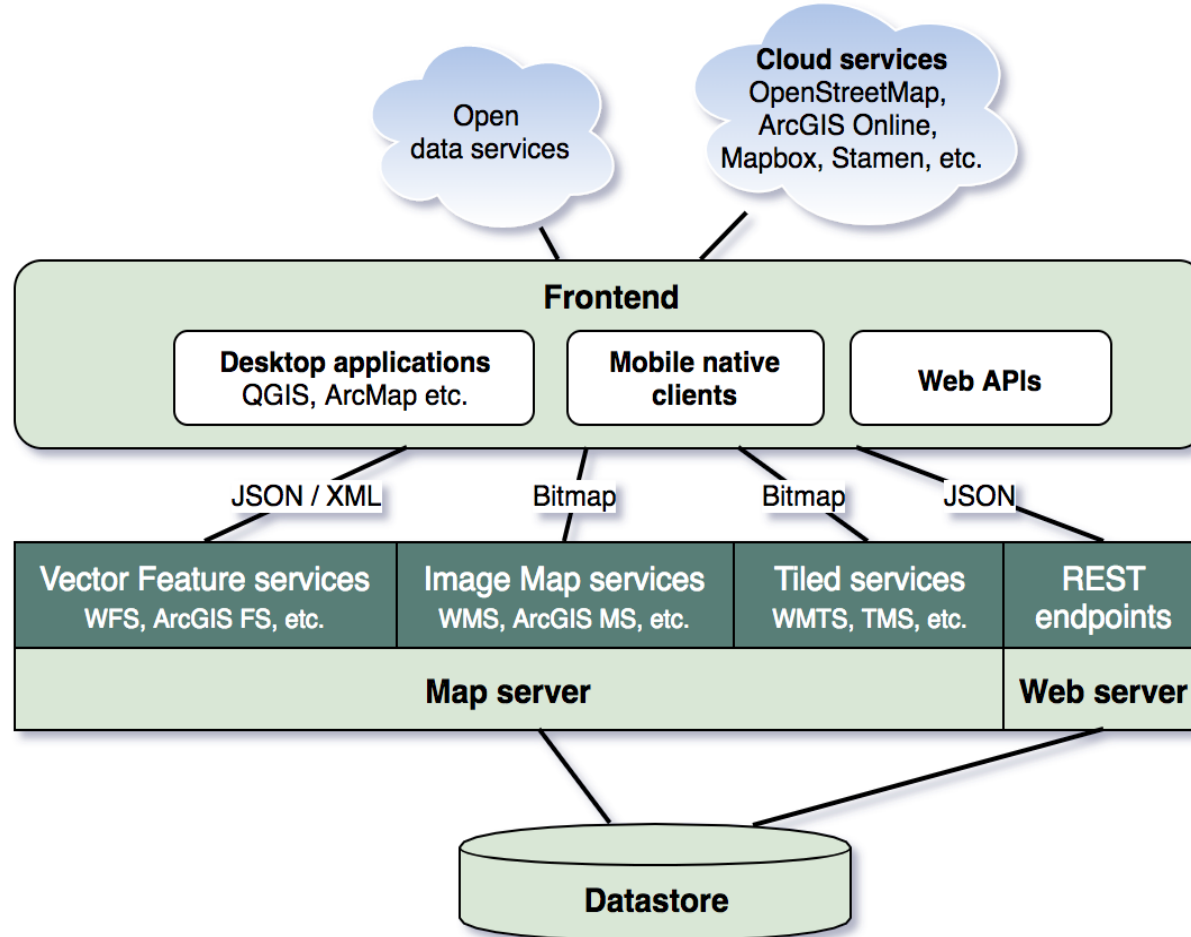 Open
data services
Cloud services
OpenStreetMap,
ArcGIS Online,
Mapbox, Stamen, etc.
Frontend
Desktop applications
QGIS, ArcMap etc.
Mobile native
clients
Web APIs
JSON / XML
Bitmap
Bitmap
JSON
Vector Feature services
WFS, ArcGIS FS, etc.
Image Map services
WMS, ArcGIS MS, etc.
Tiled services
WMTS, TMS, etc.
REST
endpoints
Map server
Web server
Datastore